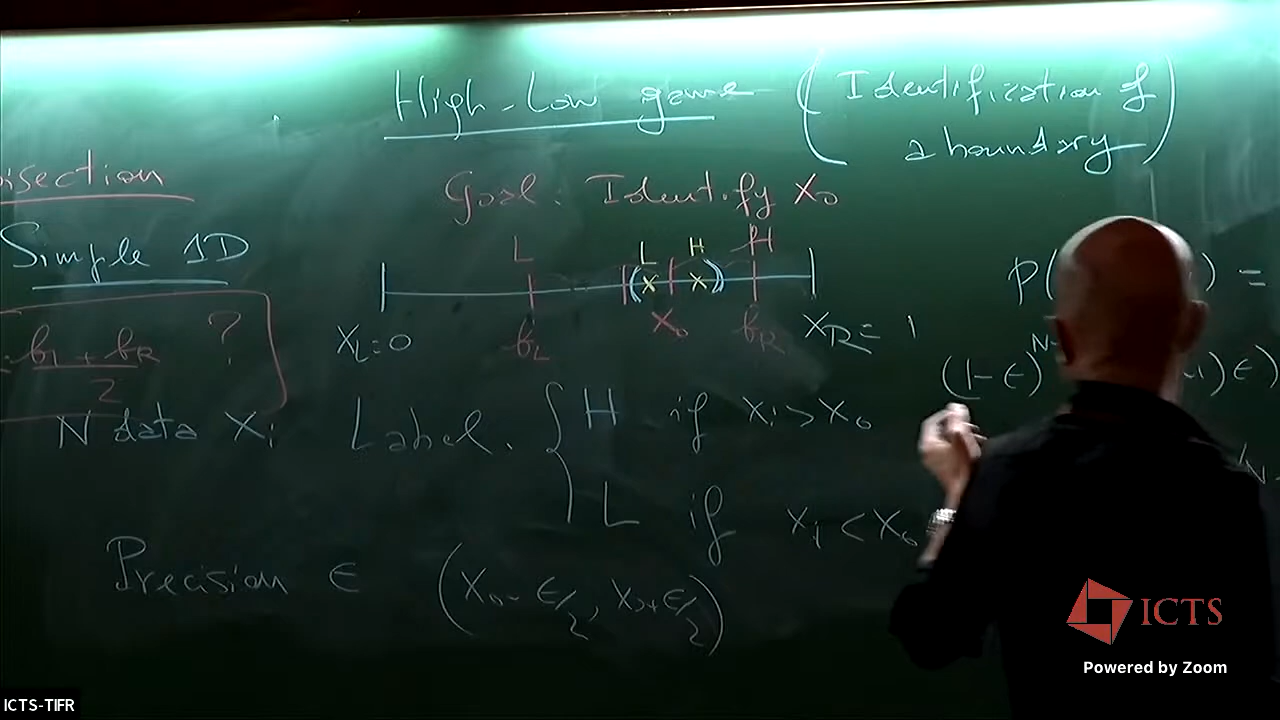 High-Low game (Identification of
a boundary)
isection
Goal: Identify X₀
Simple 1D
L L H H
X_L=0 b_L X₀ b_R X_R = 1
b_L + b_R ?
2
P( ) =
(1-ε)^N -1) ε)
N data X_i Label. { H if X_i > X₀
L if X_i < X₀
Precision ε (X₀-ε/2, X₀+ε/2)
ICTS
Powered by Zoom
ICTS-TIFR